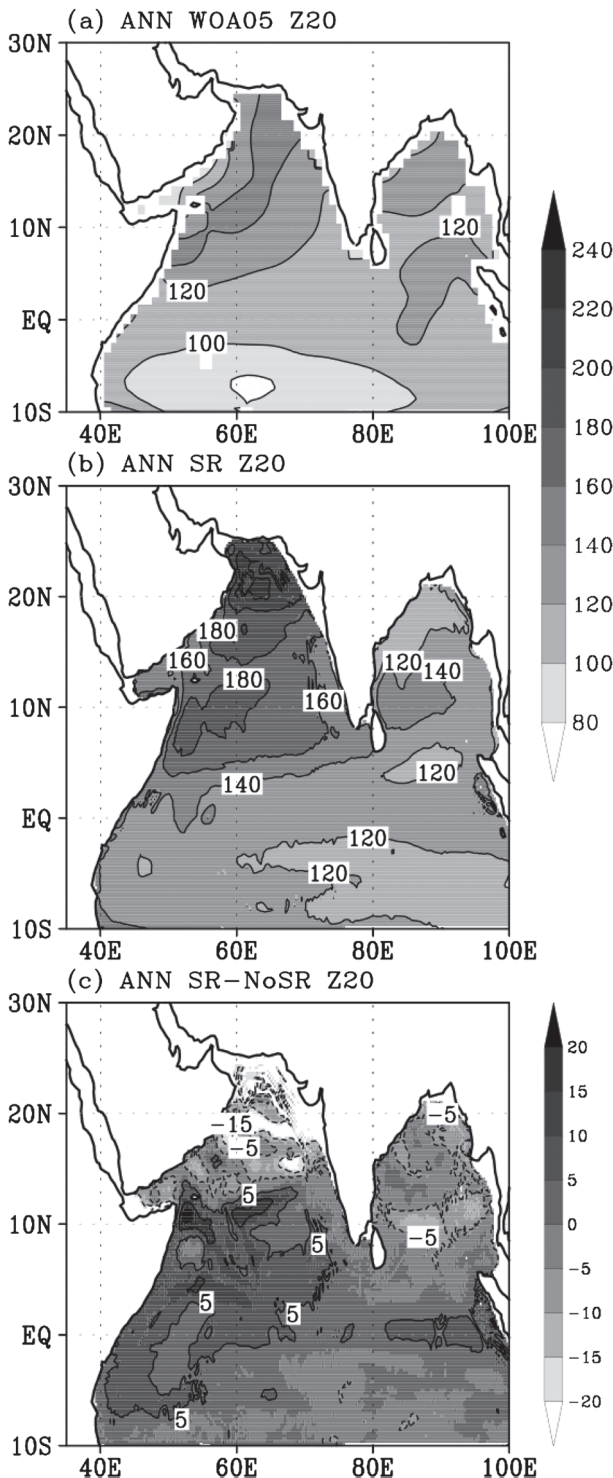 (a) ANN WOA05 Z20
30N
20N
10N
EQ
10S
120
120
100
40E 60E 80E 100E
(b) ANN SR Z20
30N
20N
10N
EQ
10S
180
160
180
160
120
140
140
120
120
120
40E 60E 80E 100E
240
220
200
180
160
140
120
100
80
(c) ANN SR−NoSR Z20
30N
20N
10N
EQ
10S
−15
−5
−5
5
5
−5
5
5
5
40E 60E 80E 100E
20
15
10
5
0
−5
−10
−15
−20